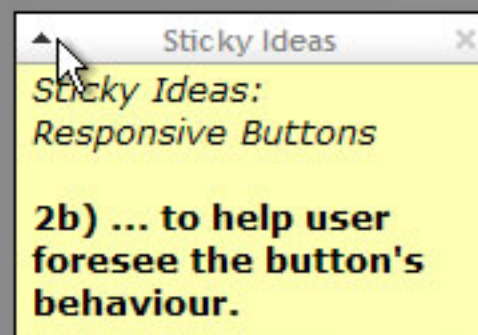 Sticky Ideas
Sticky Ideas:
Responsive Buttons
2b) ... to help user
foresee the button's
behaviour.